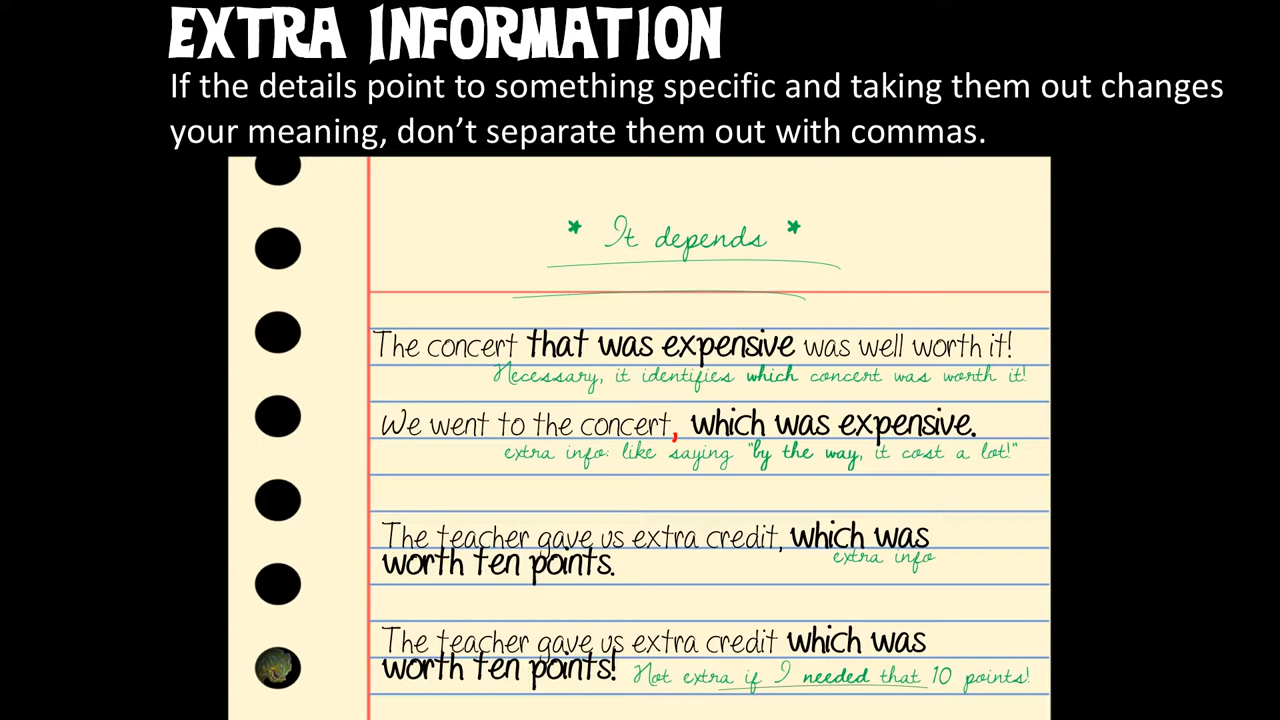 EXTRA INFORMATION
If the details point to something specific and taking them out changes
your meaning, don't separate them out with commas.
* It depends *
The concert that was expensive was well worth it!
Necessary, it identifies which concert was worth it!
We went to the concert, which was expensive.
extra info: like saying "by the way, it cost a lot!"
The teacher gave us extra credit, which was
worth ten points.
extra info
The teacher gave us extra credit which was
worth ten points! Not extra if I needed that 10 points!